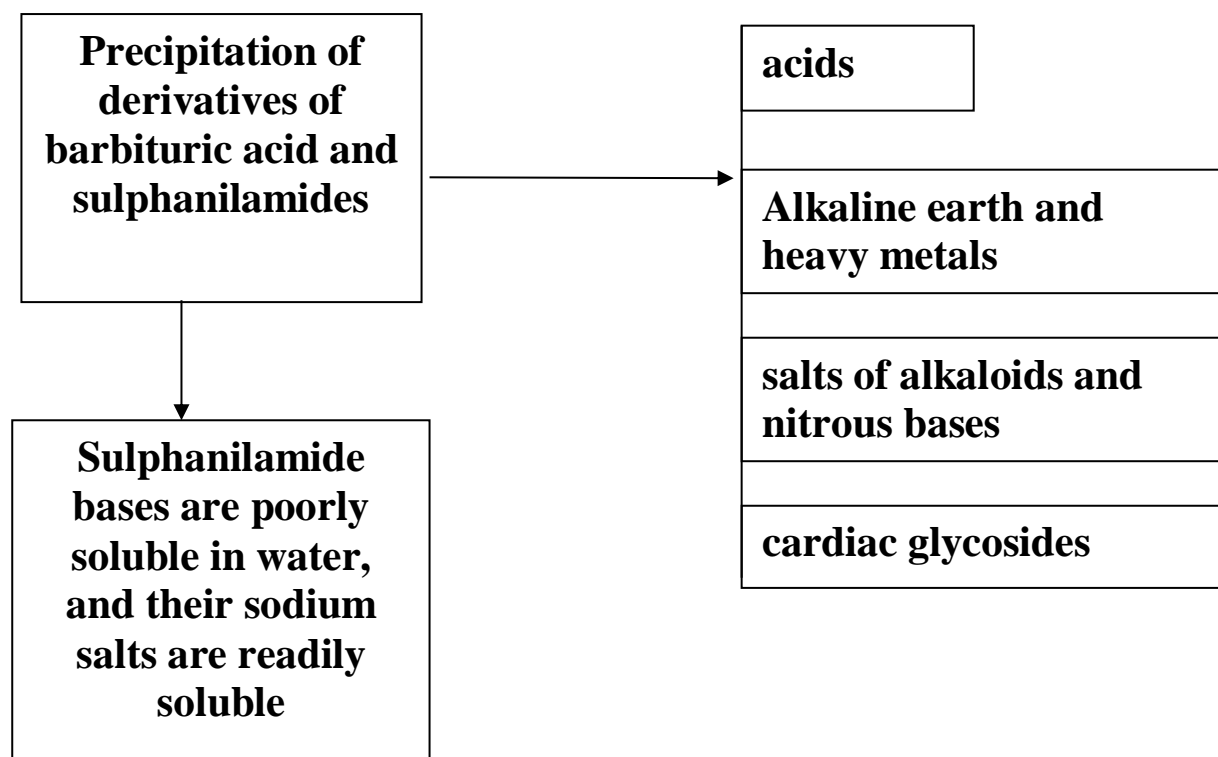 Precipitation of
derivatives of
barbituric acid and
sulphanilamides
acids
Alkaline earth and
heavy metals
salts of alkaloids and
nitrous bases
cardiac glycosides
Sulphanilamide
bases are poorly
soluble in water,
and their sodium
salts are readily
soluble